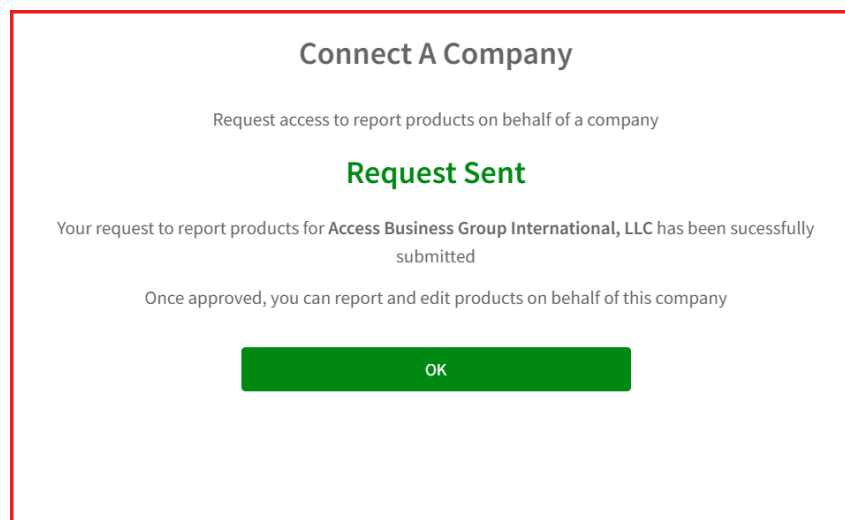 Connect A Company
Request access to report products on behalf of a company
Request Sent
Your request to report products for Access Business Group International, LLC has been sucessfully
submitted
Once approved, you can report and edit products on behalf of this company
OK